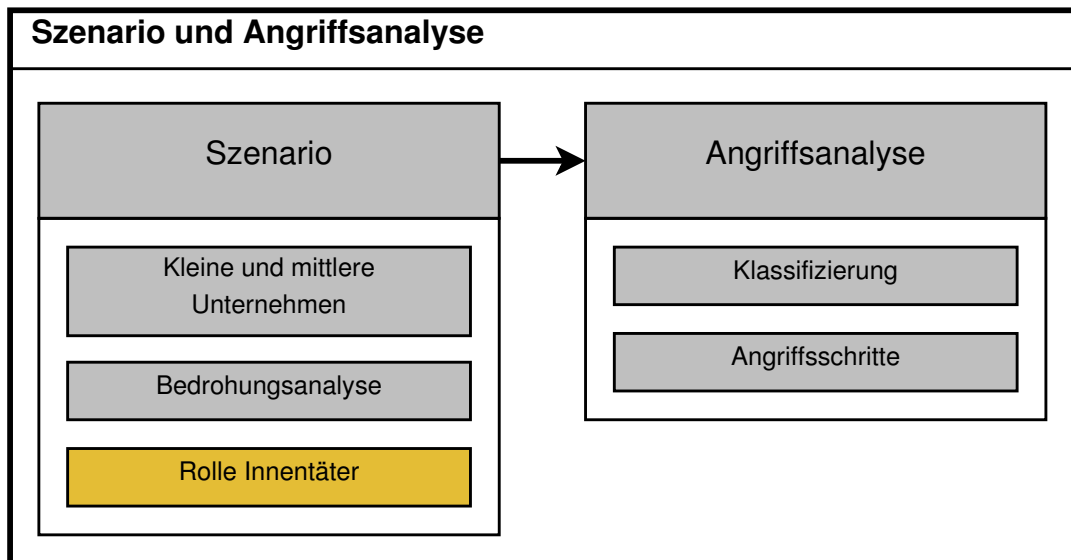 Szenario und Angriffsanalyse
Szenario
Kleine und mittlere
Unternehmen
Bedrohungsanalyse
Rolle Innentäter
Angriffsanalyse
Klassifizierung
Angriffsschritte